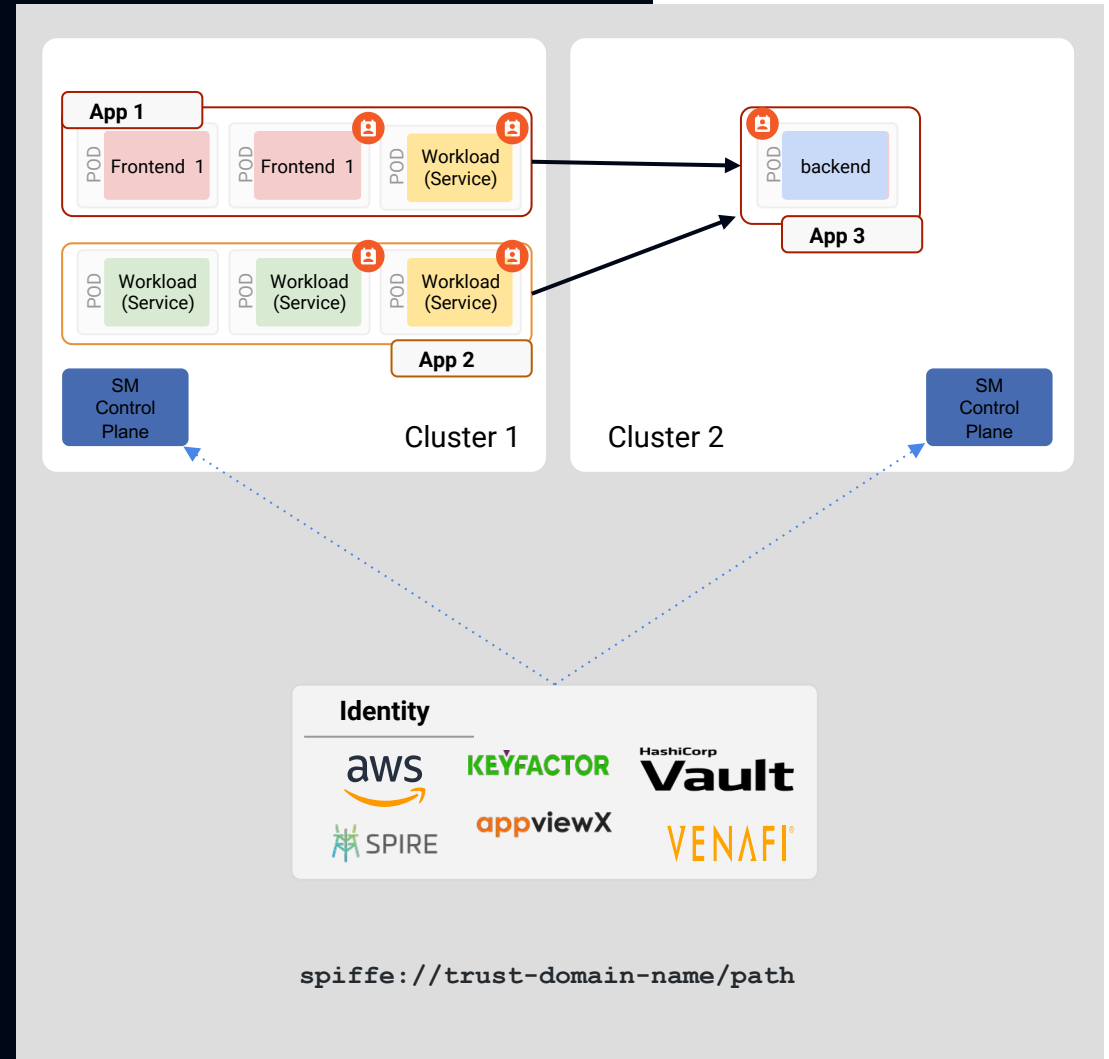 App 1
POD
Frontend 1
POD
Frontend 1
POD
Workload
(Service)
POD
backend
App 3
POD
Workload
(Service)
POD
Workload
(Service)
POD
Workload
(Service)
App 2
SM
Control
Plane
Cluster 1
Cluster 2
SM
Control
Plane
Identity
aws
KEYFACTOR
HashiCorp
Vault
SPIRE
appviewX
VENAFI®
spiffe://trust-domain-name/path